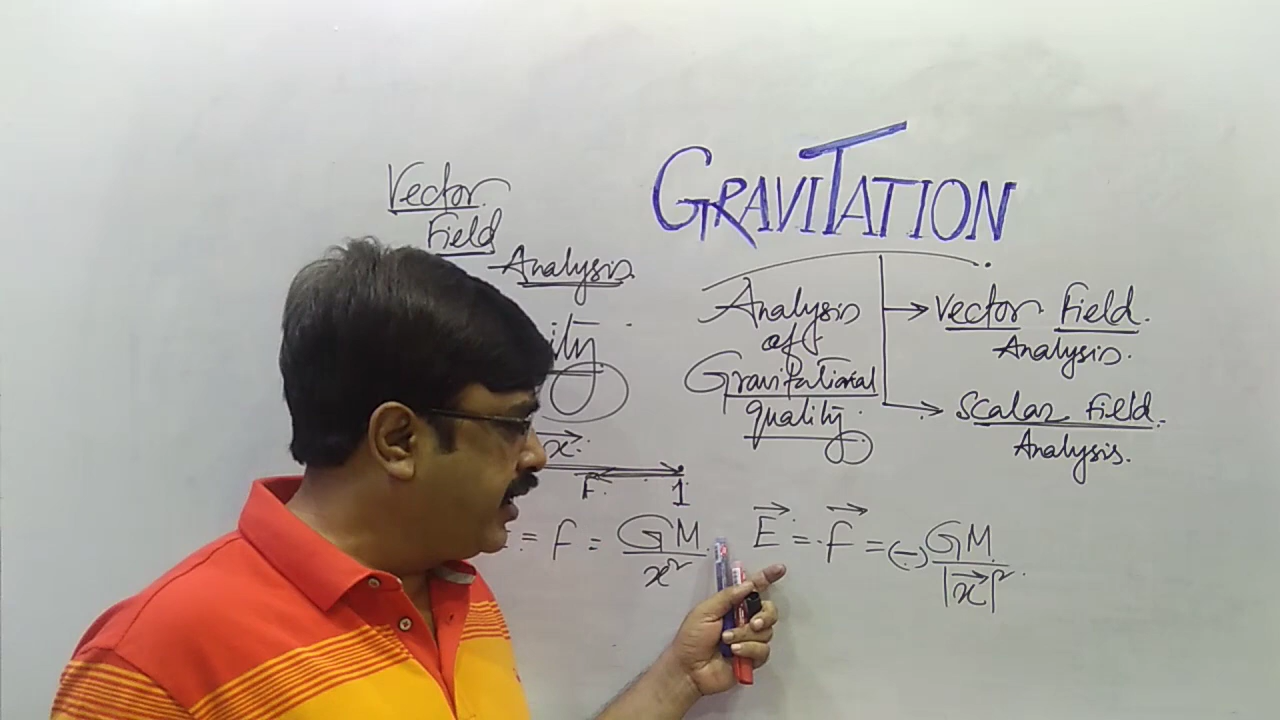 GRAVITATION
Vector
Field
Analysis.
Analysis
of
Gravitational
quality.
Vector Field.
Analysis.
Scalar Field.
Analysis.
x
F
1
= f = GM / x²
E = f = (-) GM / |x|²